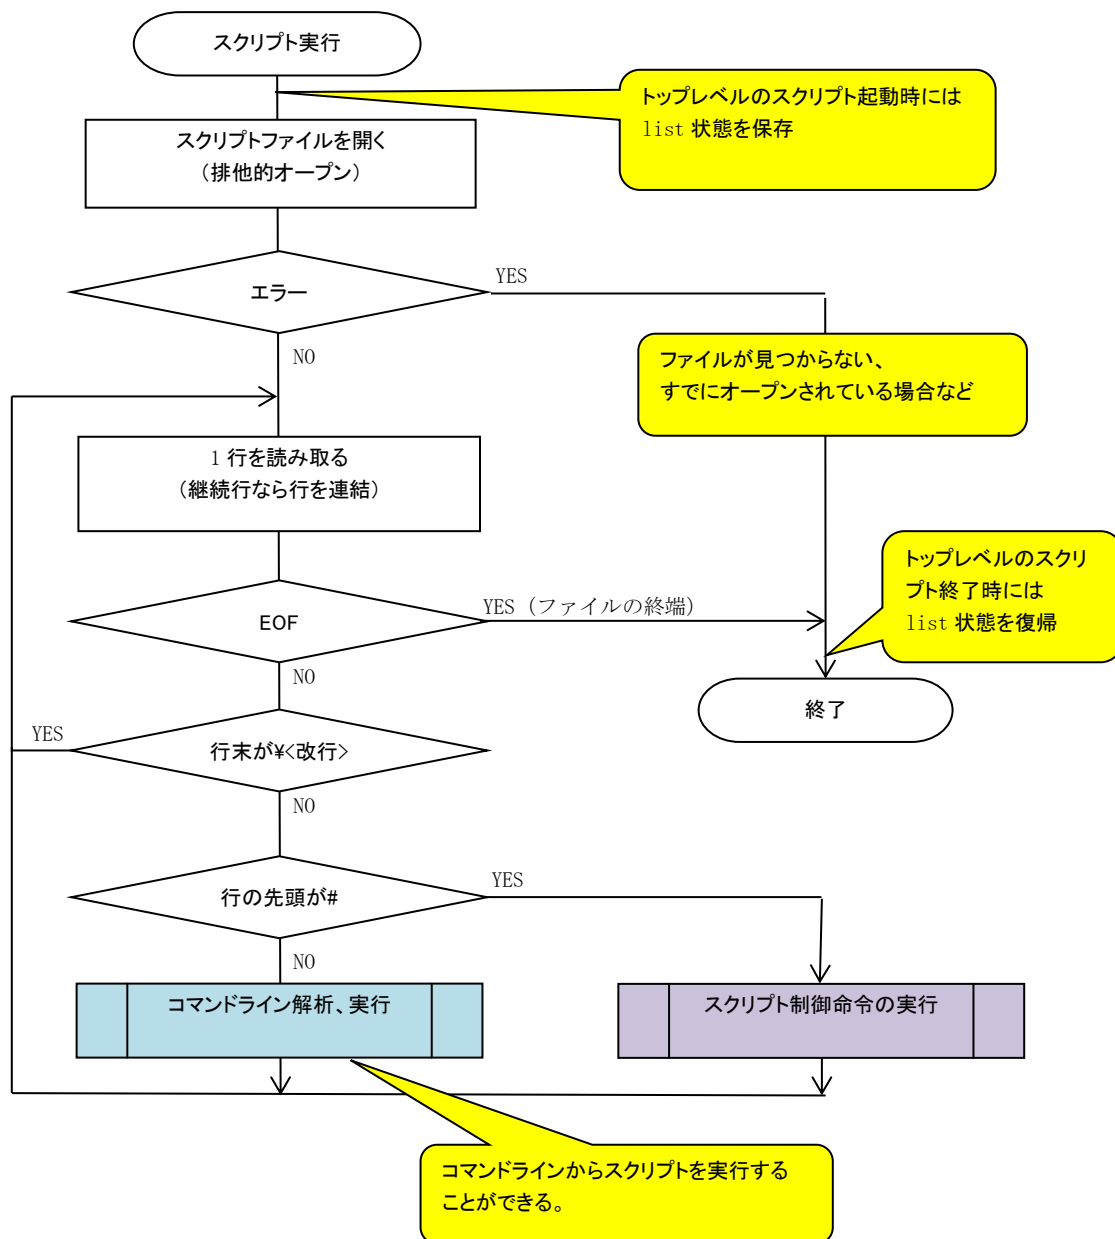 スクリプト実行
トップレベルのスクリプト起動時には
list 状態を保存
スクリプトファイルを開く
(排他的オープン)
エラー
YES
NO
ファイルが見つからない、
すでにオープンされている場合など
1 行を読み取る
(継続行なら行を連結)
トップレベルのスクリ
プト終了時には
list 状態を復帰
EOF
YES (ファイルの終端)
NO
終了
YES
行末が¥<改行>
NO
行の先頭が#
YES
NO
コマンドライン解析、実行
スクリプト制御命令の実行
コマンドラインからスクリプトを実行する
ことができる。